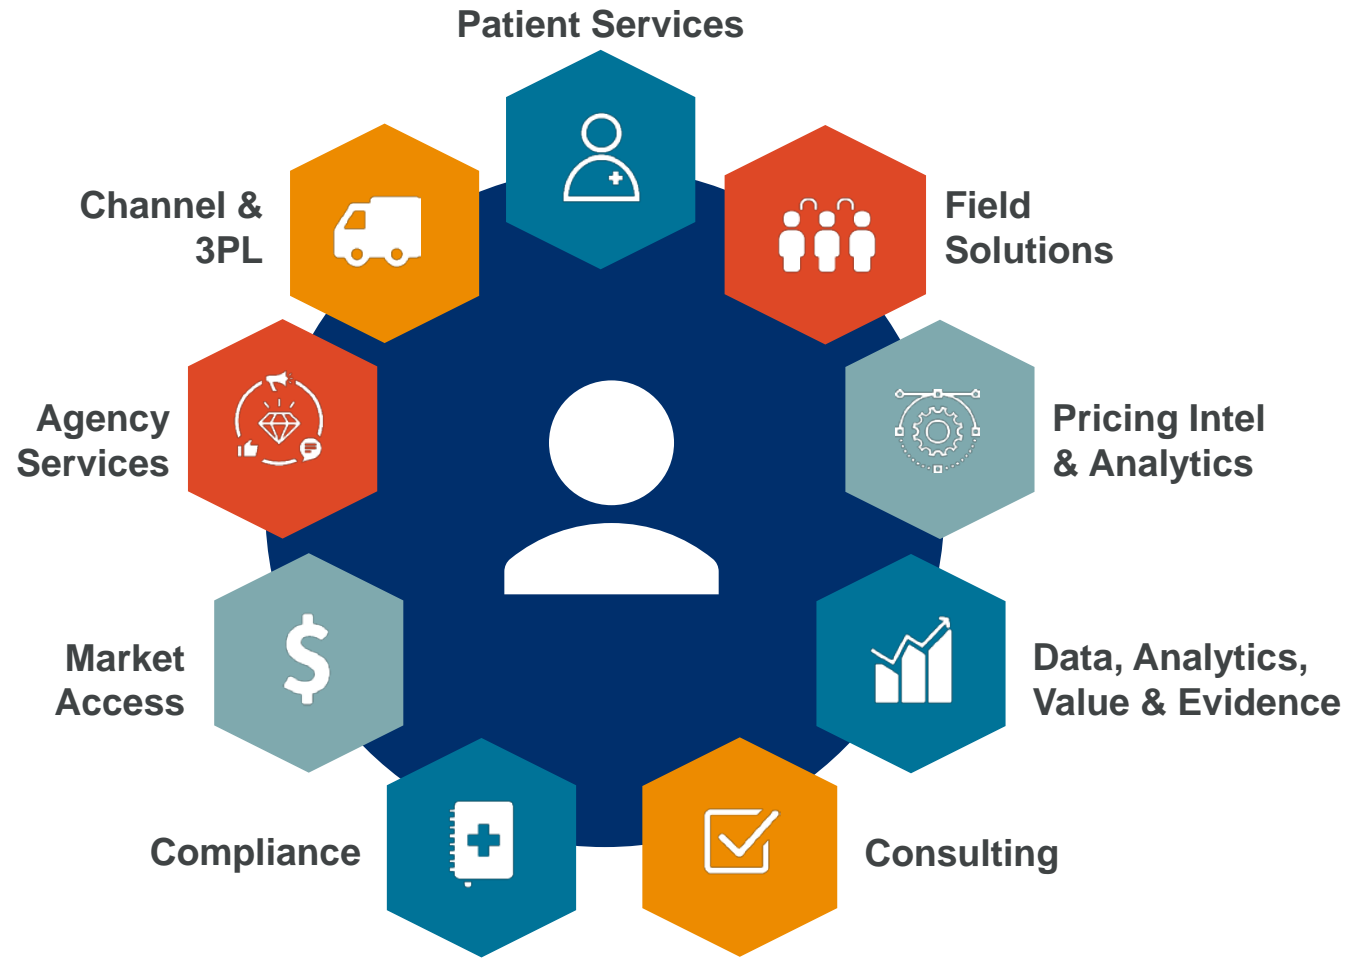 Patient Services
Channel &
3PL
Field
Solutions
Agency
Services
Pricing Intel
& Analytics
Market
Access
$
Data, Analytics,
Value & Evidence
Compliance
Consulting